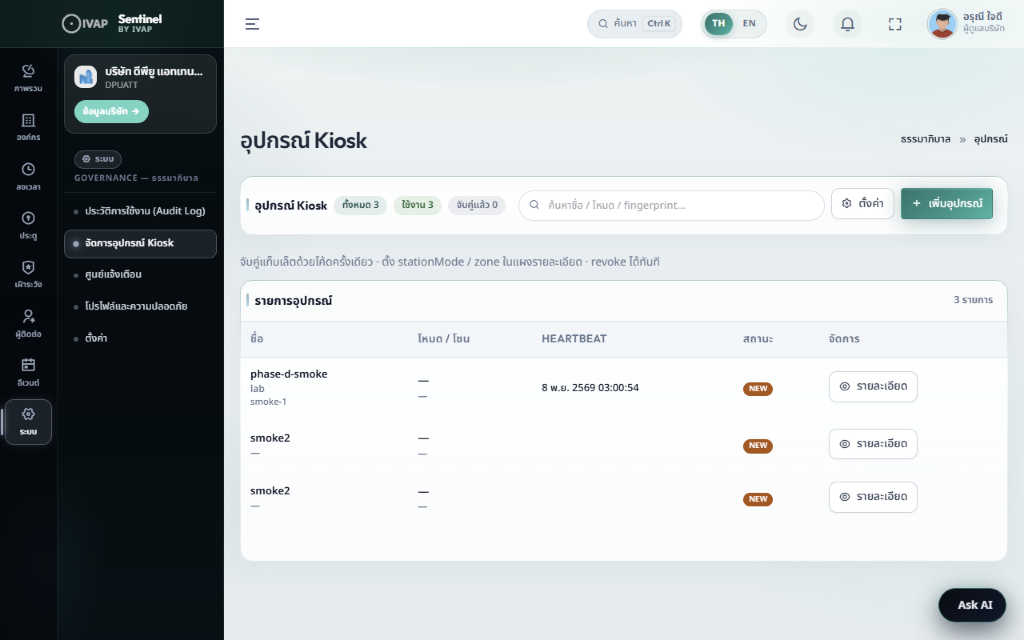 IVAP Sentinel
BY IVAP
ค้นหา Ctrl K
TH EN
อรุณี ใจดี
ผู้ดูแลบริษัท
ภาพรวม
องค์กร
ลงเวลา
ประตู
เฝ้าระวัง
ผู้ติดต่อ
อีเวนต์
ระบบ
บริษัท ดีพียู แอทเทน...
DPUATT
ข้อมูลบริษัท →
ระบบ
GOVERNANCE — ธรรมาภิบาล
ประวัติการใช้งาน (Audit Log)
จัดการอุปกรณ์ Kiosk
ศูนย์แจ้งเตือน
โปรไฟล์และความปลอดภัย
ตั้งค่า
อุปกรณ์ Kiosk
ธรรมาภิบาล » อุปกรณ์
อุปกรณ์ Kiosk ทั้งหมด 3 ใช้งาน 3 จับคู่แล้ว 0 ค้นหาชื่อ / โหมด / fingerprint... ตั้งค่า + เพิ่มอุปกรณ์
จับคู่แท็บเล็ตด้วยโค้ดครั้งเดียว · ตั้ง stationMode / zone ในแผงรายละเอียด · revoke ได้ทันที
รายการอุปกรณ์ 3 รายการ
ชื่อ โหมด / โซน HEARTBEAT สถานะ จัดการ
phase-d-smoke — 8 พ.ย. 2569 03:00:54 NEW รายละเอียด
lab —
smoke-1
smoke2 — NEW รายละเอียด
— —
smoke2 — NEW รายละเอียด
— —
Ask AI